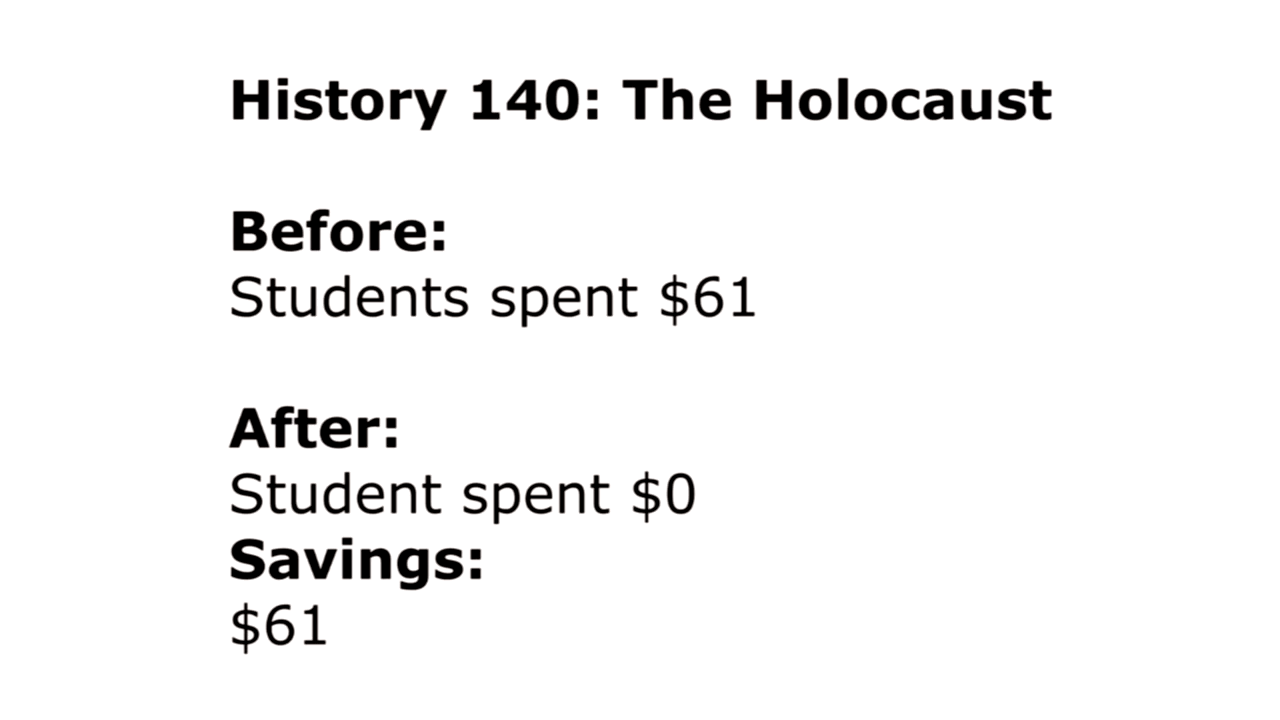 History 140: The Holocaust
Before:
Students spent $61
After:
Student spent $0
Savings:
$61